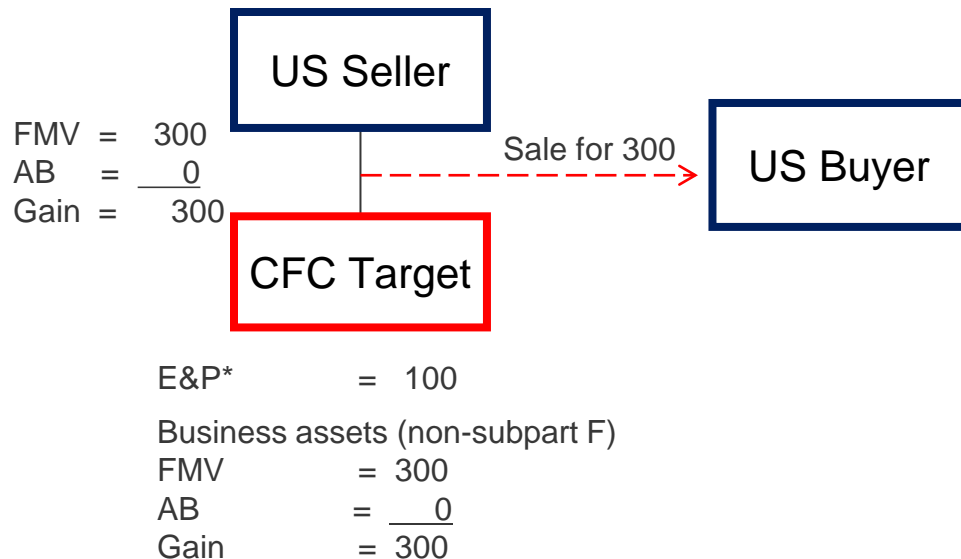 US Seller
FMV = 300
AB = 0
Gain = 300
Sale for 300
US Buyer
CFC Target
E&P* = 100
Business assets (non-subpart F)
FMV = 300
AB = 0
Gain = 300